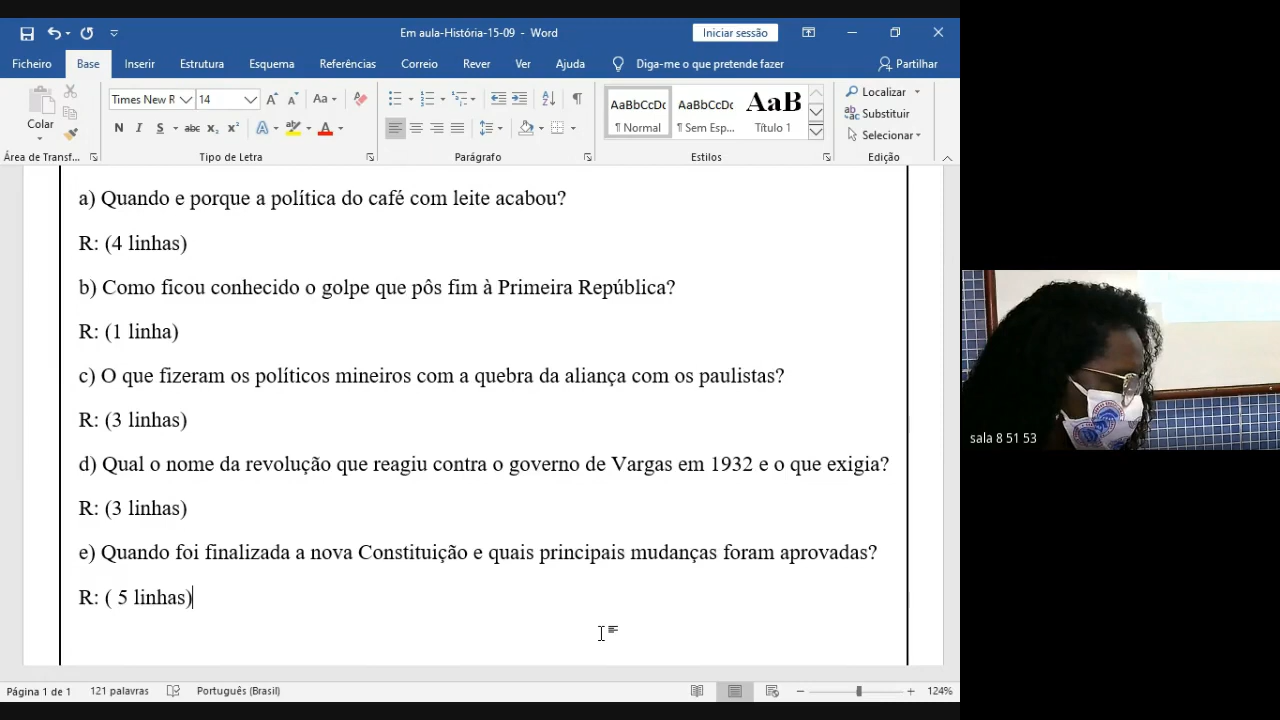 Em aula-História-15-09 - Word
Iniciar sessão
Ficheiro Base Inserir Estrutura Esquema Referências Correio Rever Ver Ajuda Diga-me o que pretende fazer Partilhar
Colar
Times New R 14
Aa
N I S abc x₂ x²
AaBbCcDc AaBbCcDc AaBb
¶ Normal ¶ Sem Esp... Título 1
Localizar
Substituir
Selecionar
Área de Transf... Tipo de Letra Parágrafo Estilos Edição
a) Quando e porque a política do café com leite acabou?
R: (4 linhas)
b) Como ficou conhecido o golpe que pôs fim à Primeira República?
R: (1 linha)
c) O que fizeram os políticos mineiros com a quebra da aliança com os paulistas?
R: (3 linhas)
d) Qual o nome da revolução que reagiu contra o governo de Vargas em 1932 e o que exigia?
R: (3 linhas)
e) Quando foi finalizada a nova Constituição e quais principais mudanças foram aprovadas?
R: ( 5 linhas)
sala 8 51 53
Página 1 de 1 121 palavras Português (Brasil) 124%